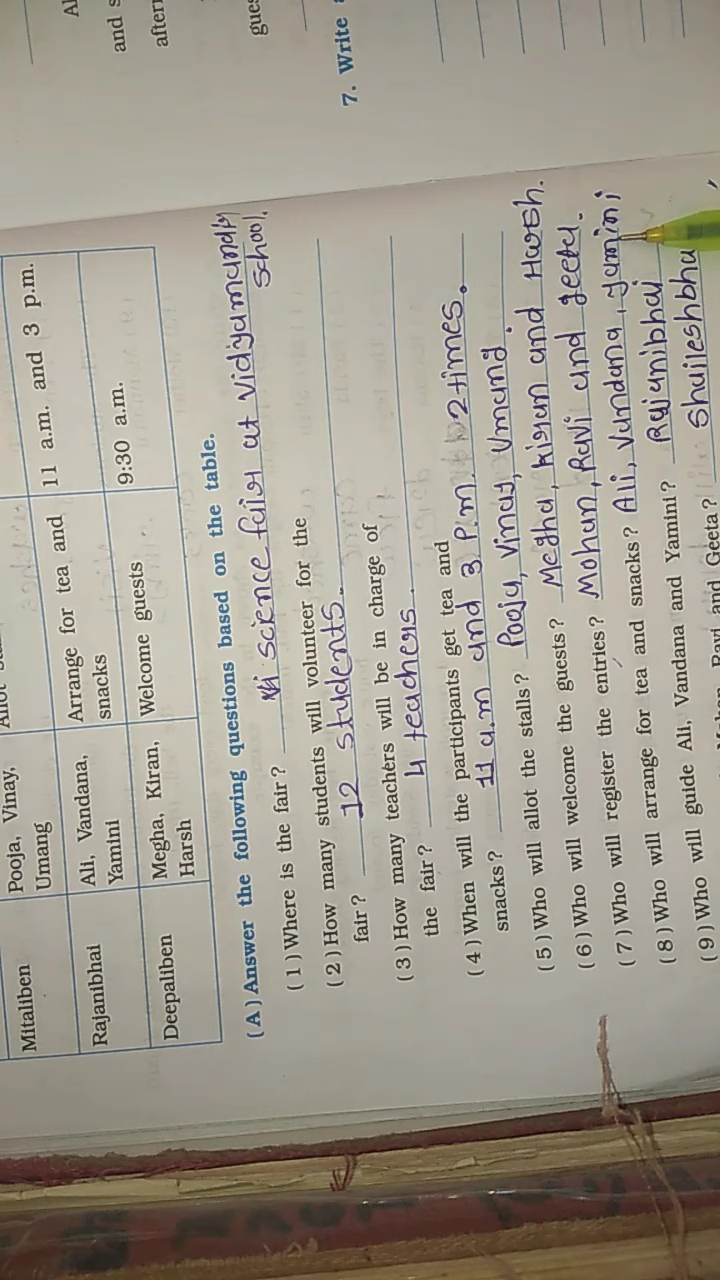 Mitaliben Pooja, Vinay,
Umang
Rajanibhai Ali, Vandana, Arrange for tea and 11 a.m. and 3 p.m.
Yamini snacks
Deepaliben Megha, Kiran, Welcome guests 9:30 a.m.
Harsh
(A) Answer the following questions based on the table.
(1) Where is the fair? science fair at vidyamandir
school.
(2) How many students will volunteer for the
fair? 12 students.
(3) How many teachers will be in charge of
the fair? 4 teachers.
(4) When will the participants get tea and
snacks? 11 a.m and 3 P.m 2 times.
(5) Who will allot the stalls? Pooja, Vinay, Umang.
(6) Who will welcome the guests? Megha, Kiran and Harsh.
(7) Who will register the entries? Mohan, Ravi and geeta.
(8) Who will arrange for tea and snacks? Ali, Vandana, yamini
(9) Who will guide Ali, Vandana and Yamini? Rajanibhai
Ravi and Geeta? Shaileshbha
and s
after
gues
7. Write